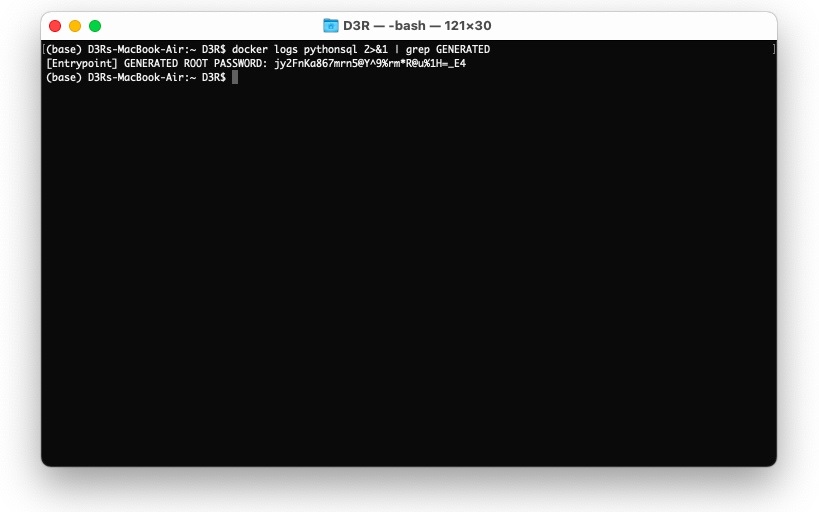 D3R — -bash — 121×30
(base) D3Rs-MacBook-Air:~ D3R$ docker logs pythonsql 2>&1 | grep GENERATED
[Entrypoint] GENERATED ROOT PASSWORD: jy2FnKa867mrn5@Y^9%rm*R@u%1H=_E4
(base) D3Rs-MacBook-Air:~ D3R$